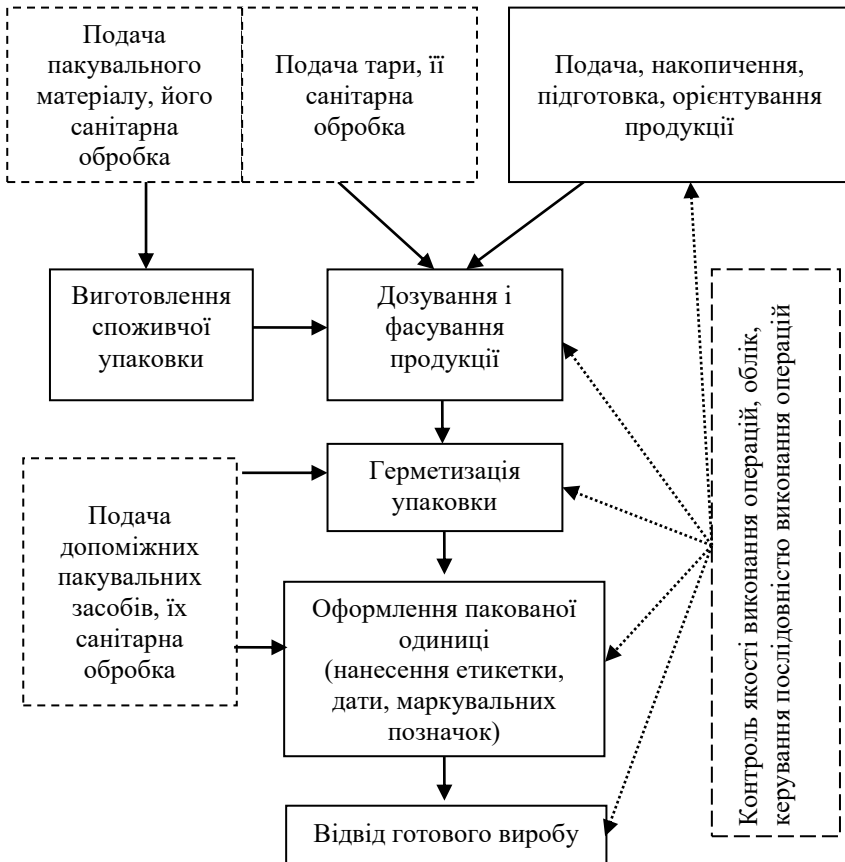 Подача
пакувального
матеріалу, його
санітарна
обробка
Подача тари, її
санітарна
обробка
Подача, накопичення,
підготовка, орієнтування
продукції
Виготовлення
споживчої
упаковки
Дозування і
фасування
продукції
Герметизація
упаковки
Подача
допоміжних
пакувальних
засобів, їх
санітарна
обробка
Оформлення пакованої
одиниці
(нанесення етикетки,
дати, маркувальних
позначок)
Відвід готового виробу
Контроль якості виконання операцій, облік,
керування послідовністю виконання операцій